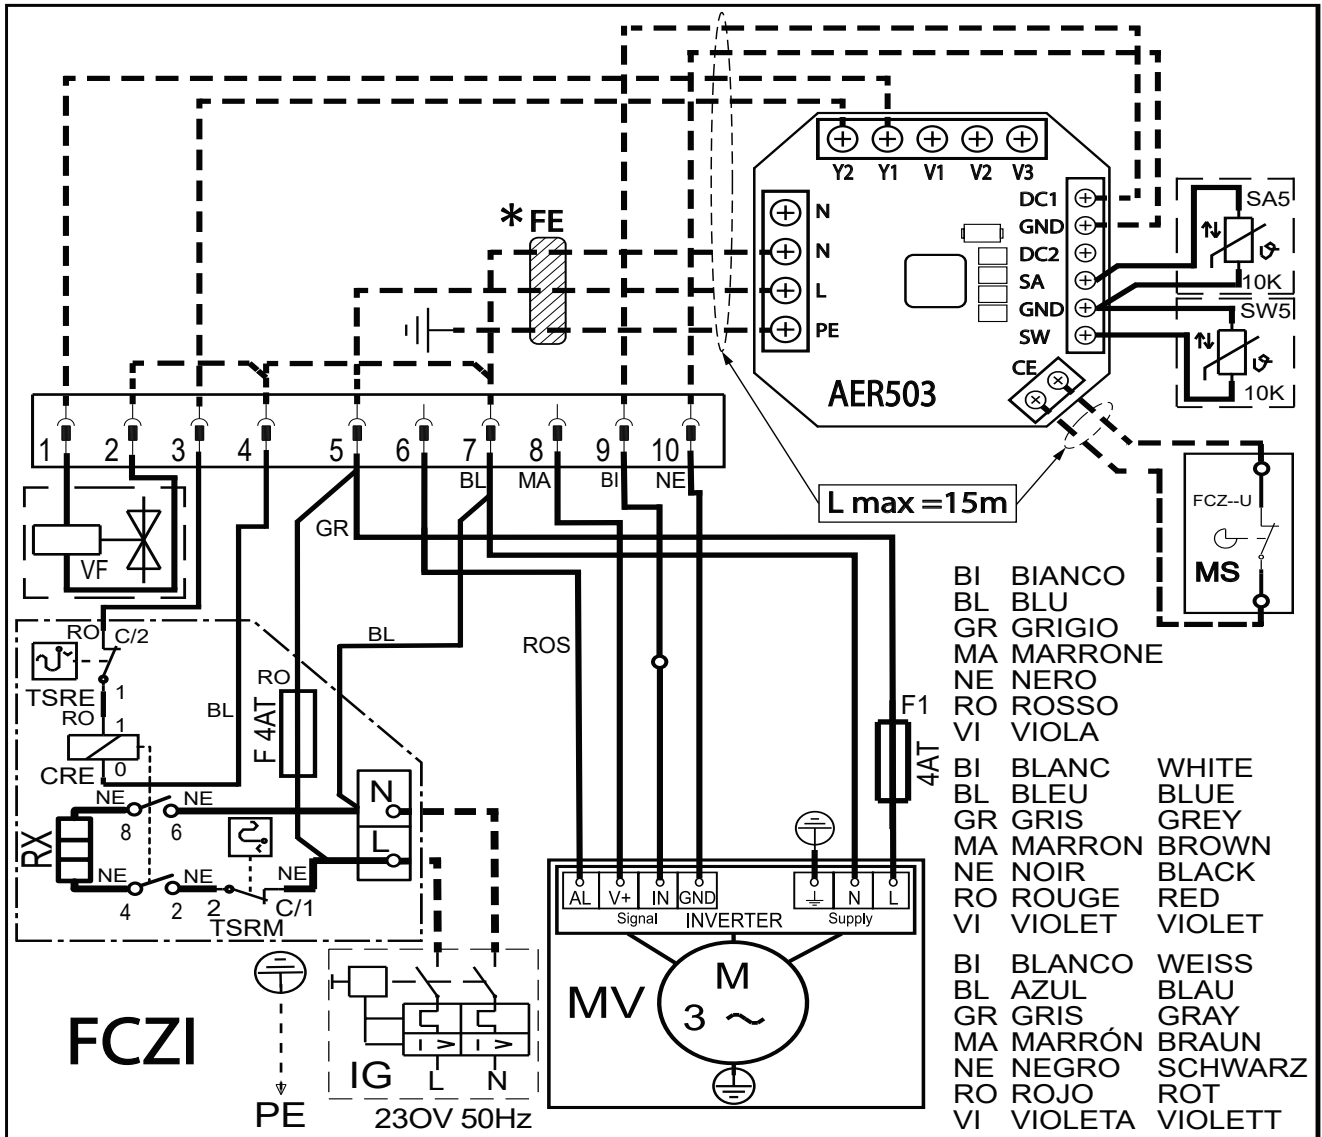 Y2 Y1 V1 V2 V3
N
N
L
PE
DC1
GND
DC2
SA
GND
SW
CE
AER503
SA5
10K
SW5
10K
* FE
1 2 3 4 5 6 7 8 9 10
BL MA BI NE
GR
L max =15m
FCZ--U
MS
VF
RO C/2
TSRE 1
RO 1
CRE 0
BL
BL
ROS
RO
F 4AT
F1
4AT
NE NE
8 6
RX
NE NE NE
4 2 2 C/1
TSRM
N
L
AL V+ IN GND N L
Signal INVERTER Supply
MV
M
3 ~
FCZI
PE
I > I >
IG L N
230V 50Hz
BI BIANCO
BL BLU
GR GRIGIO
MA MARRONE
NE NERO
RO ROSSO
VI VIOLA
BI BLANC WHITE
BL BLEU BLUE
GR GRIS GREY
MA MARRON BROWN
NE NOIR BLACK
RO ROUGE RED
VI VIOLET VIOLET
BI BLANCO WEISS
BL AZUL BLAU
GR GRIS GRAY
MA MARRÓN BRAUN
NE NEGRO SCHWARZ
RO ROJO ROT
VI VIOLETA VIOLETT